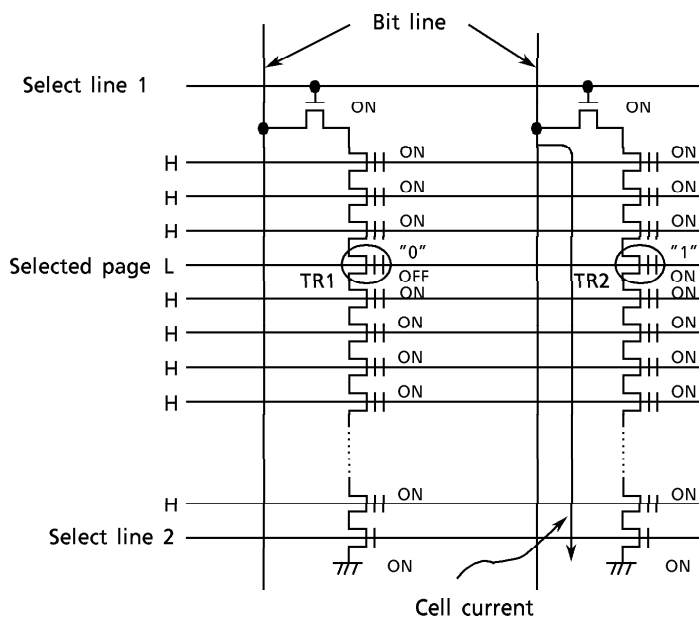 Bit line
Select line 1
ON ON
H ON ON
H ON ON
H ON ON
Selected page L "0" "1"
TR1 OFF TR2 ON
H ON ON
H ON ON
H ON ON
H ON ON
H ON ON
Select line 2
ON ON
Cell current